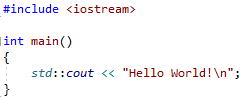 #include <iostream>
int main()
{
    std::cout << "Hello World!\n";
}